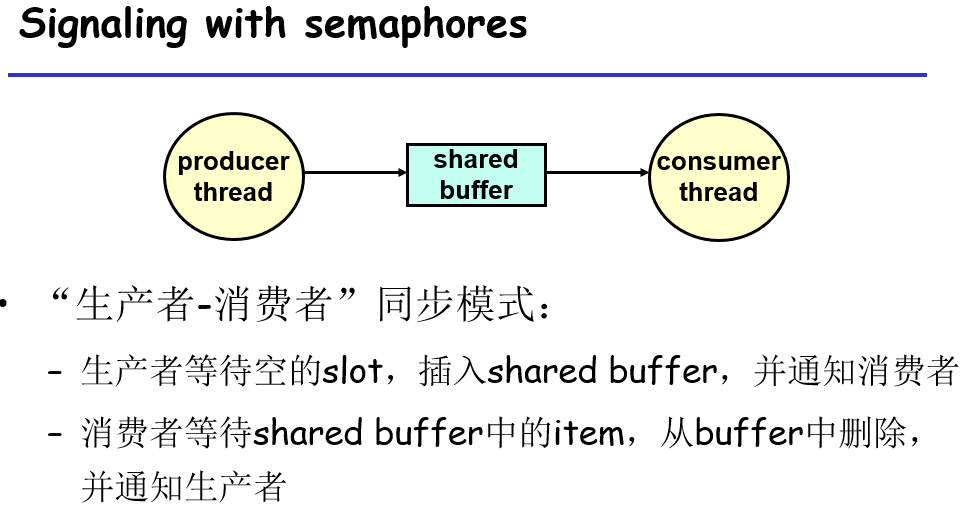 Signaling with semaphores
producer
thread
shared
buffer
consumer
thread
• “生产者-消费者”同步模式：
– 生产者等待空的slot，插入shared buffer，并通知消费者
– 消费者等待shared buffer中的item，从buffer中删除，
并通知生产者